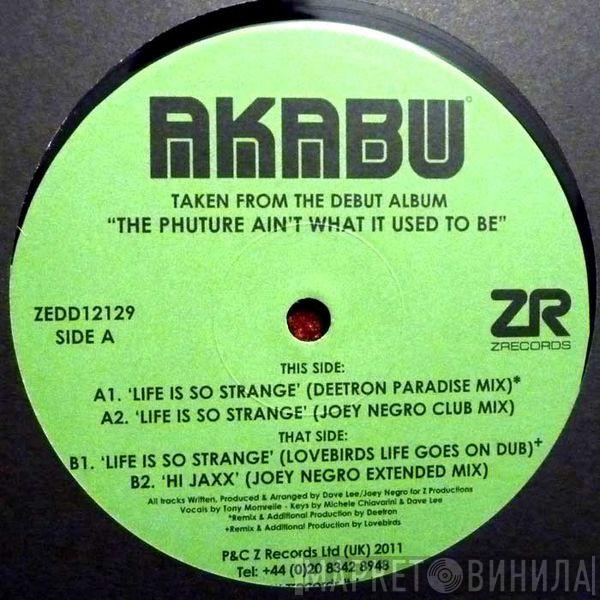 AKABU
TAKEN FROM THE DEBUT ALBUM
"THE PHUTURE AIN'T WHAT IT USED TO BE"
ZEDD12129
SIDE A
ZR
ZRECORDS
THIS SIDE:
A1. 'LIFE IS SO STRANGE' (DEETRON PARADISE MIX)*
A2. 'LIFE IS SO STRANGE' (JOEY NEGRO CLUB MIX)
THAT SIDE:
B1. 'LIFE IS SO STRANGE' (LOVEBIRDS LIFE GOES ON DUB)+
B2. 'HI JAXX' (JOEY NEGRO EXTENDED MIX)
All tracks Written, Produced & Arranged by Dave Lee/Joey Negro for Z Productions
Vocals by Tony Momrelle - Keys by Michele Chiavarini & Dave Lee
*Remix & Additional Production by Deetron
+Remix & Additional Production by Lovebirds
P&C Z Records Ltd (UK) 2011
Tel: +44 (0)20 8342 8948
МАРКЕТ ВИНИЛА